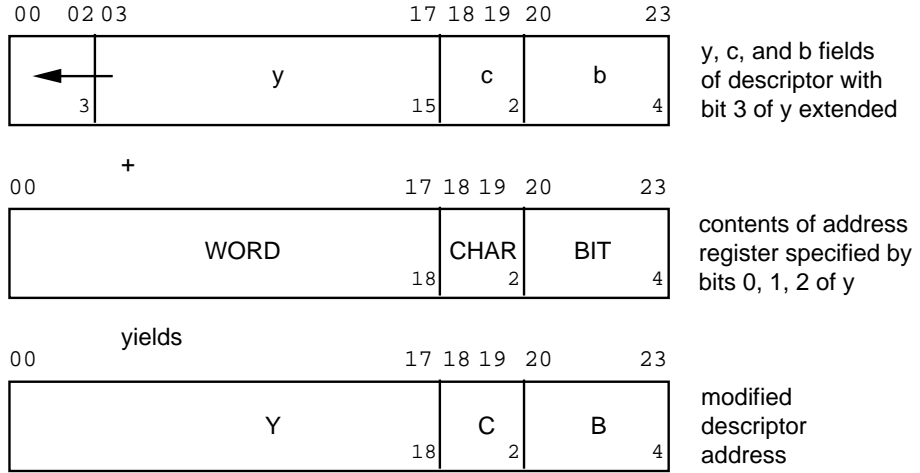 00 02 03 17 18 19 20 23
y c b
3 15 2 4
y, c, and b fields
of descriptor with
bit 3 of y extended
+
00 17 18 19 20 23
WORD CHAR BIT
18 2 4
contents of address
register specified by
bits 0, 1, 2 of y
yields
00 17 18 19 20 23
Y C B
18 2 4
modified
descriptor
address